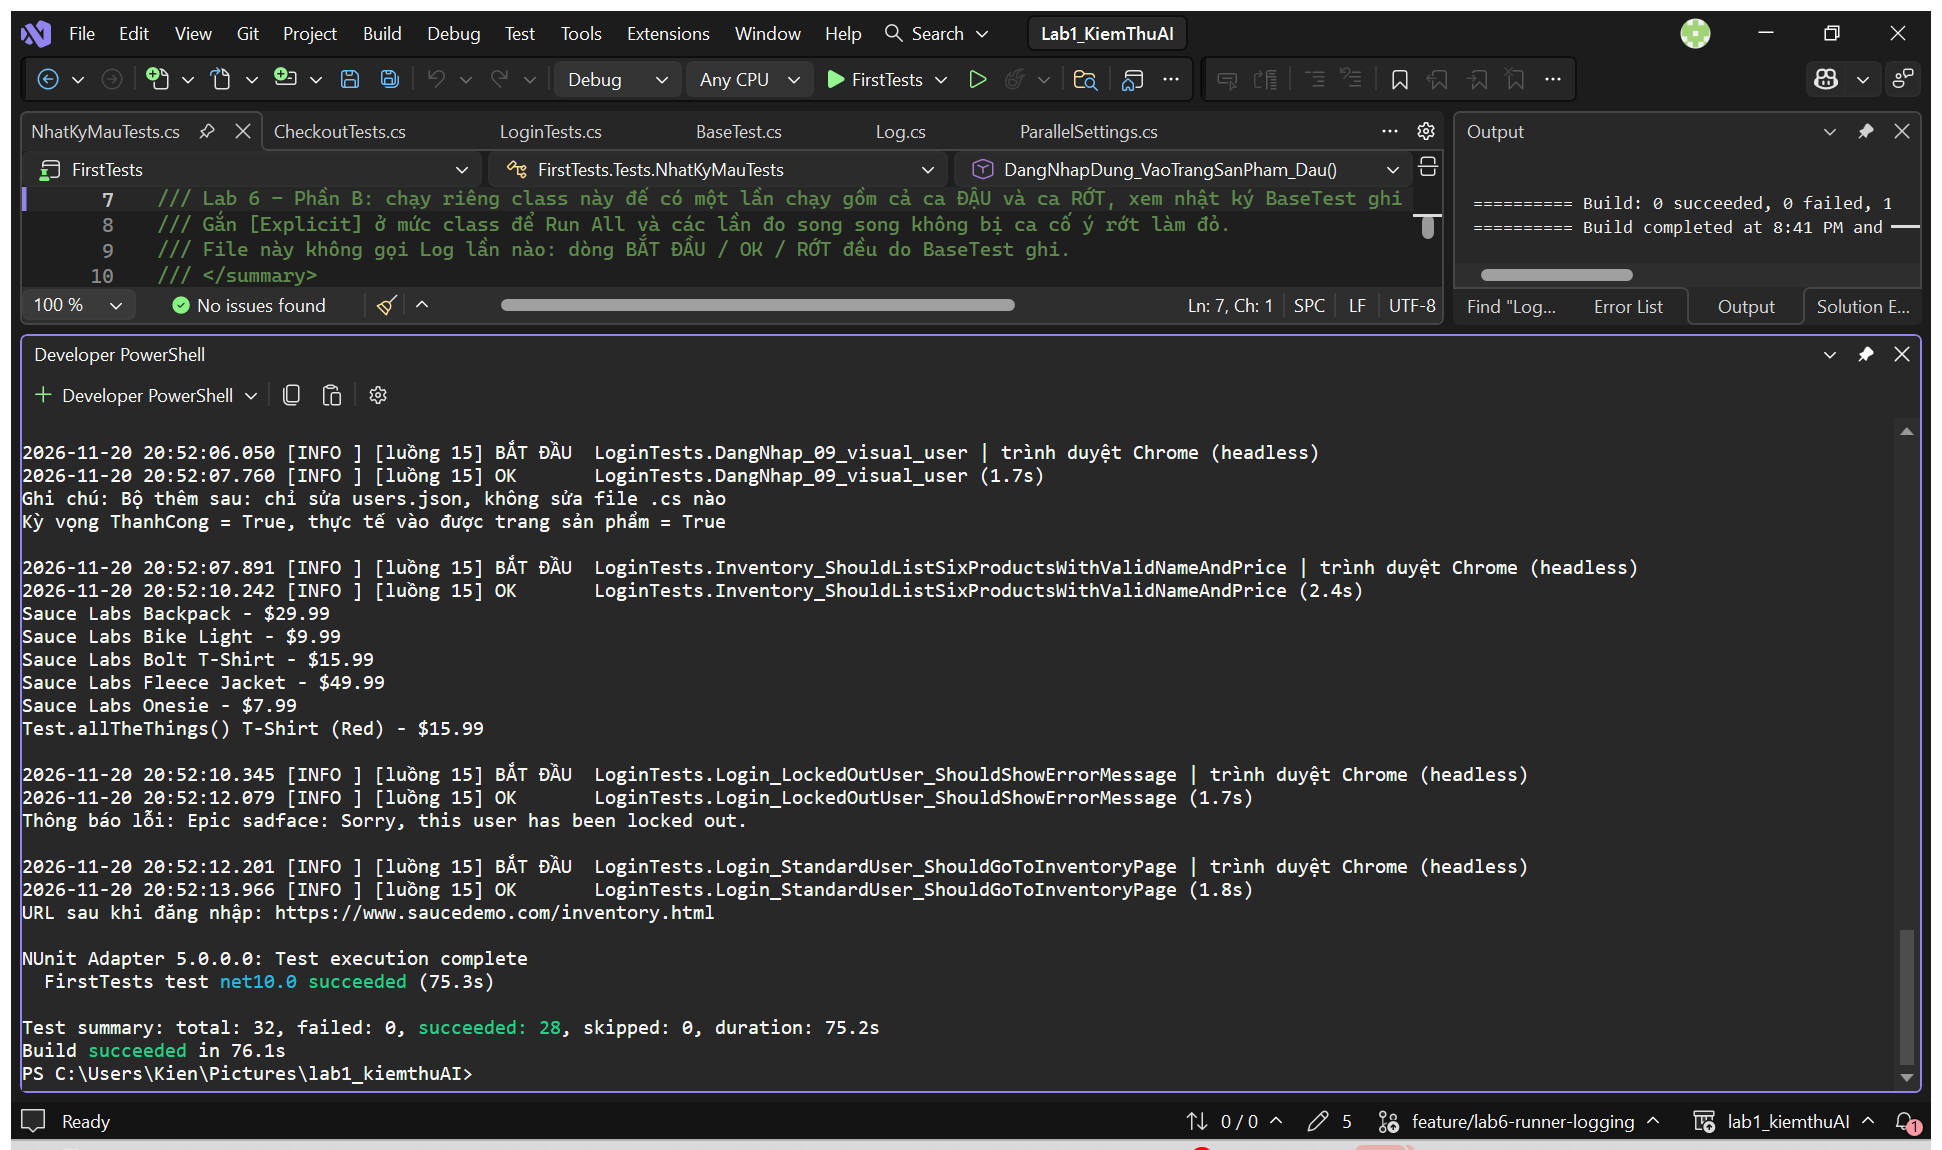 File Edit View Git Project Build Debug Test Tools Extensions Window Help Search Lab1_KiemThuAI
Debug Any CPU FirstTests
NhatKyMauTests.cs CheckoutTests.cs LoginTests.cs BaseTest.cs Log.cs ParallelSettings.cs
FirstTests FirstTests.Tests.NhatKyMauTests DangNhapDung_VaoTrangSanPham_Dau()
7 /// Lab 6 - Phần B: chạy riêng class này để có một lần chạy gồm cả ca ĐẬU và ca RỚT, xem nhật ký BaseTest ghi
8 /// Gắn [Explicit] ở mức class để Run All và các lần đo song song không bị ca cố ý rớt làm đỏ.
9 /// File này không gọi Log lần nào: dòng BẮT ĐẦU / OK / RỚT đều do BaseTest ghi.
10 /// </summary>
100 % No issues found Ln: 7, Ch: 1 SPC LF UTF-8
Output
========== Build: 0 succeeded, 0 failed, 1
========== Build completed at 8:41 PM and
Find "Log... Error List Output Solution E...
Developer PowerShell
Developer PowerShell
2026-11-20 20:52:06.050 [INFO ] [luồng 15] BẮT ĐẦU  LoginTests.DangNhap_09_visual_user | trình duyệt Chrome (headless)
2026-11-20 20:52:07.760 [INFO ] [luồng 15] OK       LoginTests.DangNhap_09_visual_user (1.7s)
Ghi chú: Bộ thêm sau: chỉ sửa users.json, không sửa file .cs nào
Kỳ vọng ThanhCong = True, thực tế vào được trang sản phẩm = True
2026-11-20 20:52:07.891 [INFO ] [luồng 15] BẮT ĐẦU  LoginTests.Inventory_ShouldListSixProductsWithValidNameAndPrice | trình duyệt Chrome (headless)
2026-11-20 20:52:10.242 [INFO ] [luồng 15] OK       LoginTests.Inventory_ShouldListSixProductsWithValidNameAndPrice (2.4s)
Sauce Labs Backpack - $29.99
Sauce Labs Bike Light - $9.99
Sauce Labs Bolt T-Shirt - $15.99
Sauce Labs Fleece Jacket - $49.99
Sauce Labs Onesie - $7.99
Test.allTheThings() T-Shirt (Red) - $15.99
2026-11-20 20:52:10.345 [INFO ] [luồng 15] BẮT ĐẦU  LoginTests.Login_LockedOutUser_ShouldShowErrorMessage | trình duyệt Chrome (headless)
2026-11-20 20:52:12.079 [INFO ] [luồng 15] OK       LoginTests.Login_LockedOutUser_ShouldShowErrorMessage (1.7s)
Thông báo lỗi: Epic sadface: Sorry, this user has been locked out.
2026-11-20 20:52:12.201 [INFO ] [luồng 15] BẮT ĐẦU  LoginTests.Login_StandardUser_ShouldGoToInventoryPage | trình duyệt Chrome (headless)
2026-11-20 20:52:13.966 [INFO ] [luồng 15] OK       LoginTests.Login_StandardUser_ShouldGoToInventoryPage (1.8s)
URL sau khi đăng nhập: https://www.saucedemo.com/inventory.html
NUnit Adapter 5.0.0.0: Test execution complete
FirstTests test net10.0 succeeded (75.3s)
Test summary: total: 32, failed: 0, succeeded: 28, skipped: 0, duration: 75.2s
Build succeeded in 76.1s
PS C:\Users\Kien\Pictures\lab1_kiemthuAI>
Ready 0 / 0 5 feature/lab6-runner-logging lab1_kiemthuAI 1